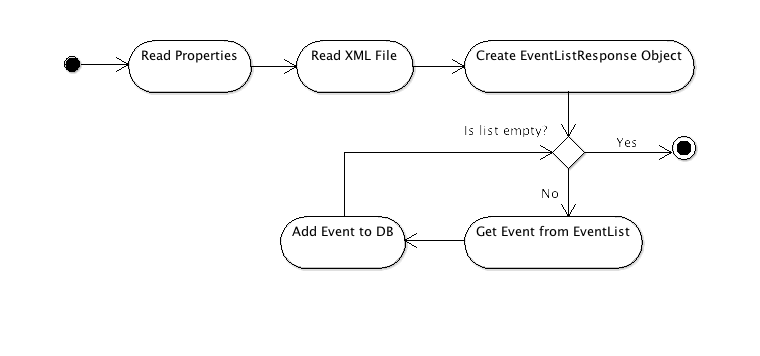 Read Properties
Read XML File
Create EventListResponse Object
Is list empty?
Yes
No
Add Event to DB
Get Event from EventList